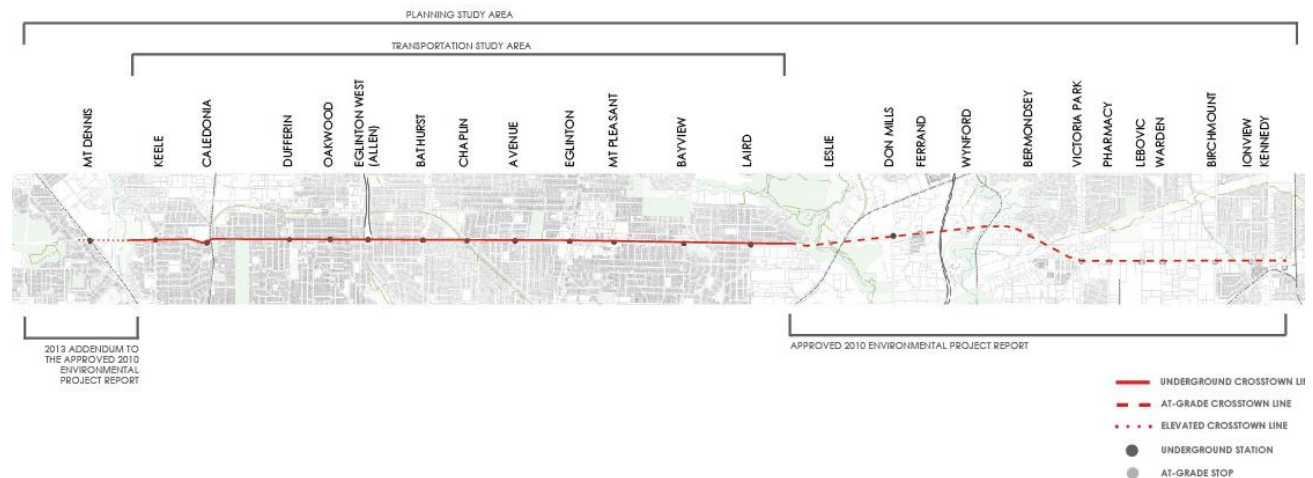 PLANNING STUDY AREA
TRANSPORTATION STUDY AREA
MT DENNIS
KEELE
CALEDONIA
DUFFERIN
OAKWOOD
EGLINTON WEST
(ALLEN)
BATHURST
CHAPLIN
AVENUE
EGLINTON
MT PLEASANT
BAYVIEW
LAIRD
LESLIE
DON MILLS
FERRAND
WYNFORD
BERMONDSEY
VICTORIA PARK
PHARMACY
LEBOVIC
WARDEN
BIRCHMOUNT
IONVIEW
KENNEDY
2013 ADDENDUM TO
THE APPROVED 2010
ENVIRONMENTAL
PROJECT REPORT
APPROVED 2010 ENVIRONMENTAL PROJECT REPORT
UNDERGROUND CROSSTOWN LI
AT-GRADE CROSSTOWN LINE
ELEVATED CROSSTOWN LINE
UNDERGROUND STATION
AT-GRADE STOP